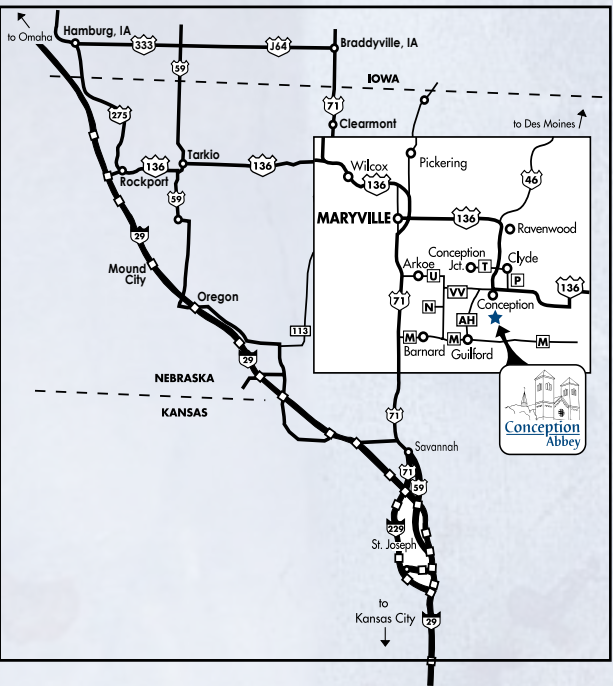 to Omaha
Hamburg, IA
333
J64
Braddyville, IA
59
IOWA
275
71
Clearmont
to Des Moines
136
Rockport
Tarkio
136
Wilcox
136
Pickering
46
59
MARYVILLE
136
Ravenwood
29
Mound
City
Oregon
Arkoe
U
Conception
Jct.
T
Clyde
P
136
VV
71
N
Conception
AH
113
M
Barnard
M
Guilford
M
29
NEBRASKA
KANSAS
Conception
Abbey
71
Savannah
71
59
229
St. Joseph
to
Kansas City
29